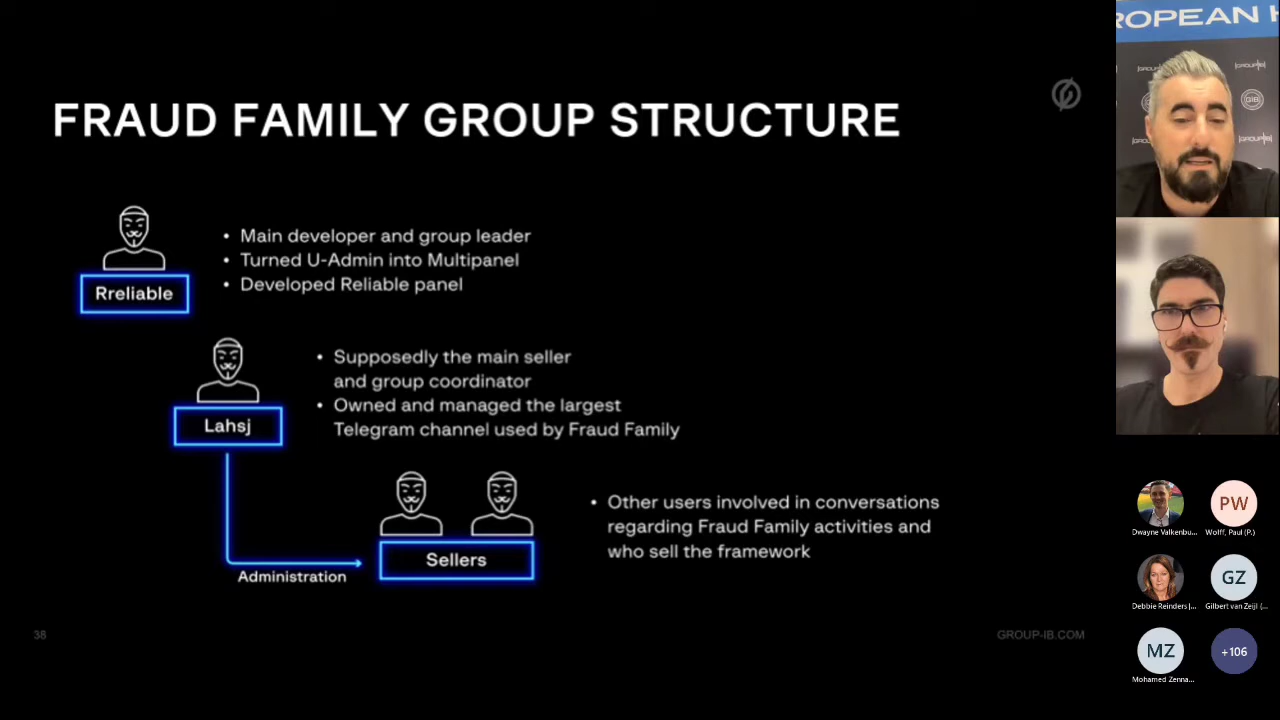 FRAUD FAMILY GROUP STRUCTURE
Rreliable
• Main developer and group leader
• Turned U-Admin into Multipanel
• Developed Reliable panel
Lahsj
• Supposedly the main seller
and group coordinator
• Owned and managed the largest
Telegram channel used by Fraud Family
Administration
Sellers
• Other users involved in conversations
regarding Fraud Family activities and
who sell the framework
38
GROUP-IB.COM
ROPEAN
GROUP|IB
GIB
PW
Dwayne Valkenbu...
Wolff, Paul (P.)
GZ
Debbie Reinders |...
Gilbert van Zeijl (...
MZ
+106
Mohamed Zenna...